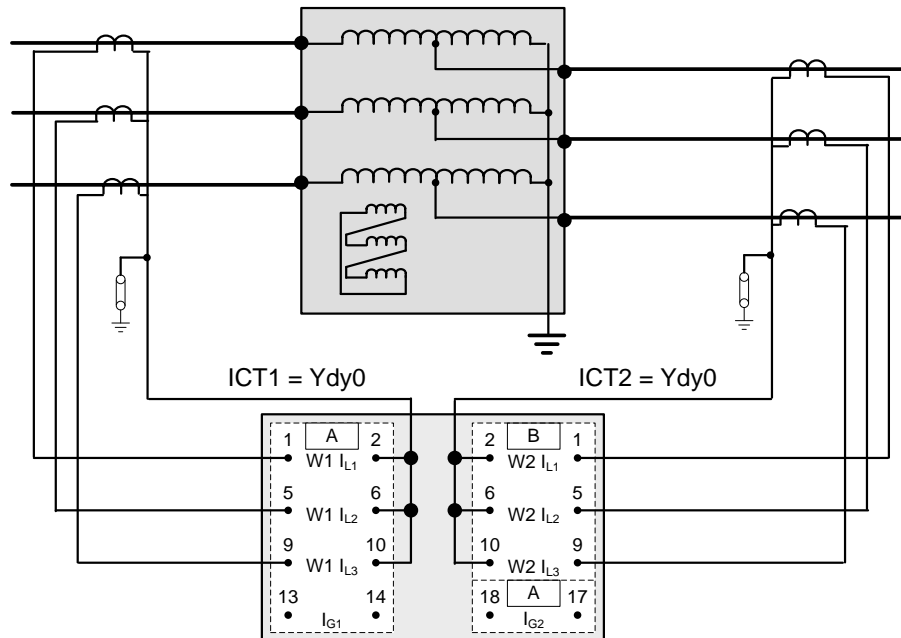 ICT1 = Ydy0 ICT2 = Ydy0
1 A 2 2 B 1
W1 IL1 W2 IL1
5 6 6 5
W1 IL2 W2 IL2
9 10 10 9
W1 IL3 W2 IL3
13 14 18 A 17
IG1 IG2